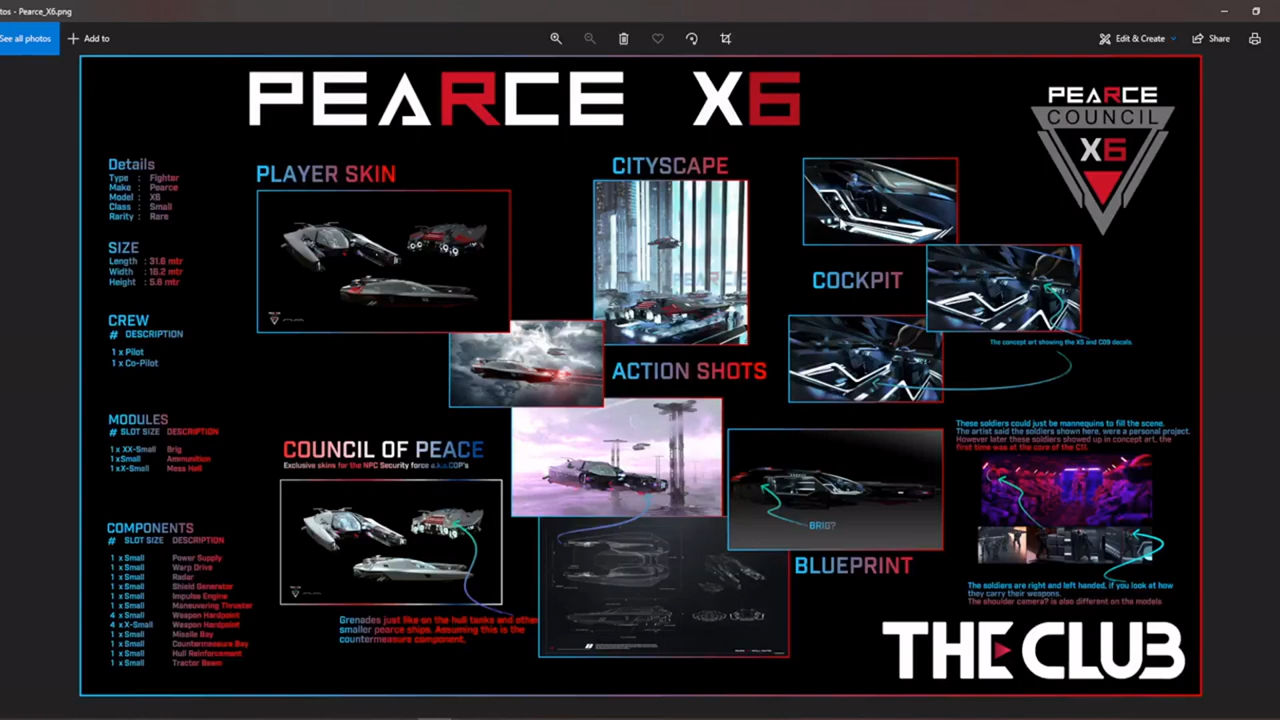 tos - Pearce_X6.png
See all photos
Add to
Edit & Create
Share
PEARCE X6
PEARCE
COUNCIL
X6
Details
Type : Fighter
Make : Pearce
Model : X6
Class : Small
Rarity : Rare
SIZE
Length : 31.6 mtr
Width : 16.2 mtr
Height : 5.8 mtr
CREW
# DESCRIPTION
1 x Pilot
1 x Co-Pilot
MODULES
# SLOT SIZE DESCRIPTION
1 x XX-Small Brig
1 xSmall Ammunition
1 xX-Small Mess Hall
COMPONENTS
# SLOT SIZE DESCRIPTION
1 x Small Power Supply
1 x Small Warp Drive
1 x Small Radar
1 x Small Shield Generator
1 x Small Impulse Engine
1 x Small Maneuvering Thruster
4 x Small Weapon Hardpoint
4 x X-Small Weapon Hardpoint
1 x Small Missile Bay
1 x Small Countermeasure Bay
1 x Small Hull Reinforcement
1 x Small Tractor Beam
PLAYER SKIN
CITYSCAPE
COCKPIT
The concept art showing the X5 and C09 decals.
ACTION SHOTS
COUNCIL OF PEACE
Exclusive skins for the NPC Security force a.k.a.COP's
Grenades just like on the hull tanks and other
smaller pearce ships. Assuming this is the
countermeasure component.
BRIG?
BLUEPRINT
These soldiers could just be mannequins to fill the scene.
The artist said the soldiers shown here, were a personal project.
However later these soldiers showed up in concept art, the
first time was at the core of the C11.
The soldiers are right and left handed, if you look at how
they carry their weapons.
The shoulder camera? is also different on the models
THE CLUB